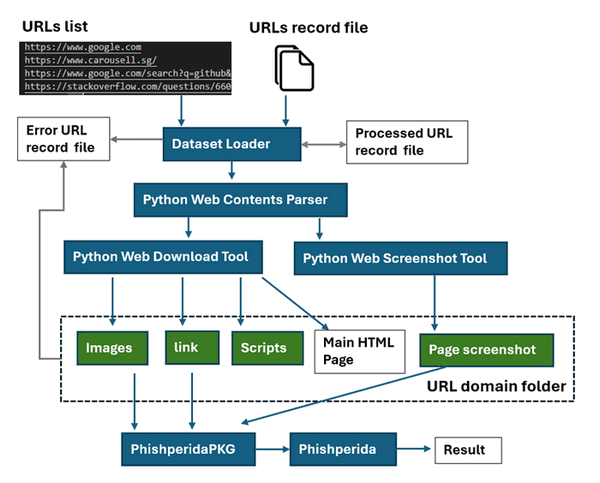 URLs list
URLs record file
https://www.google.com
https://www.carousell.sg/
https://www.google.com/search?q=github&
https://stackoverflow.com/questions/660
Error URL
record file
Dataset Loader
Processed URL
record file
Python Web Contents Parser
Python Web Download Tool
Python Web Screenshot Tool
Images
link
Scripts
Main HTML
Page
Page screenshot
URL domain folder
PhishperidaPKG
Phishperida
Result